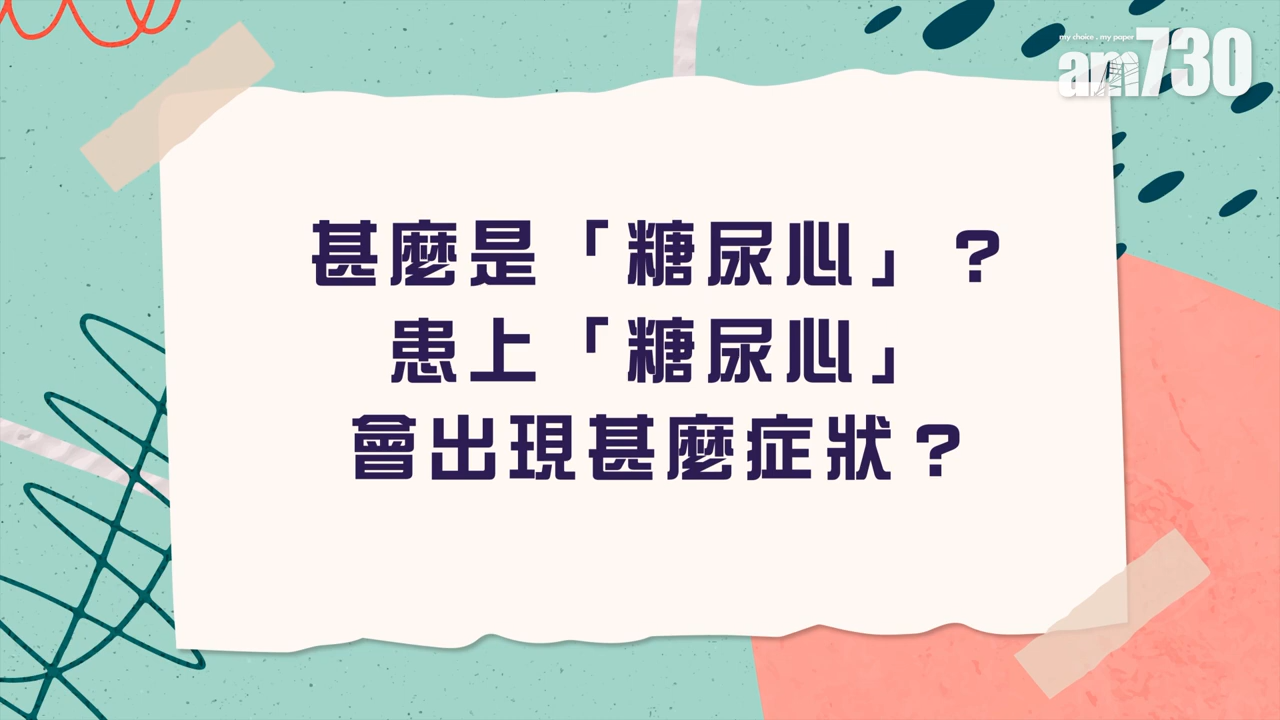 my choice . my paper
am730
甚麼是「糖尿心」？
患上「糖尿心」
會出現甚麼症狀？